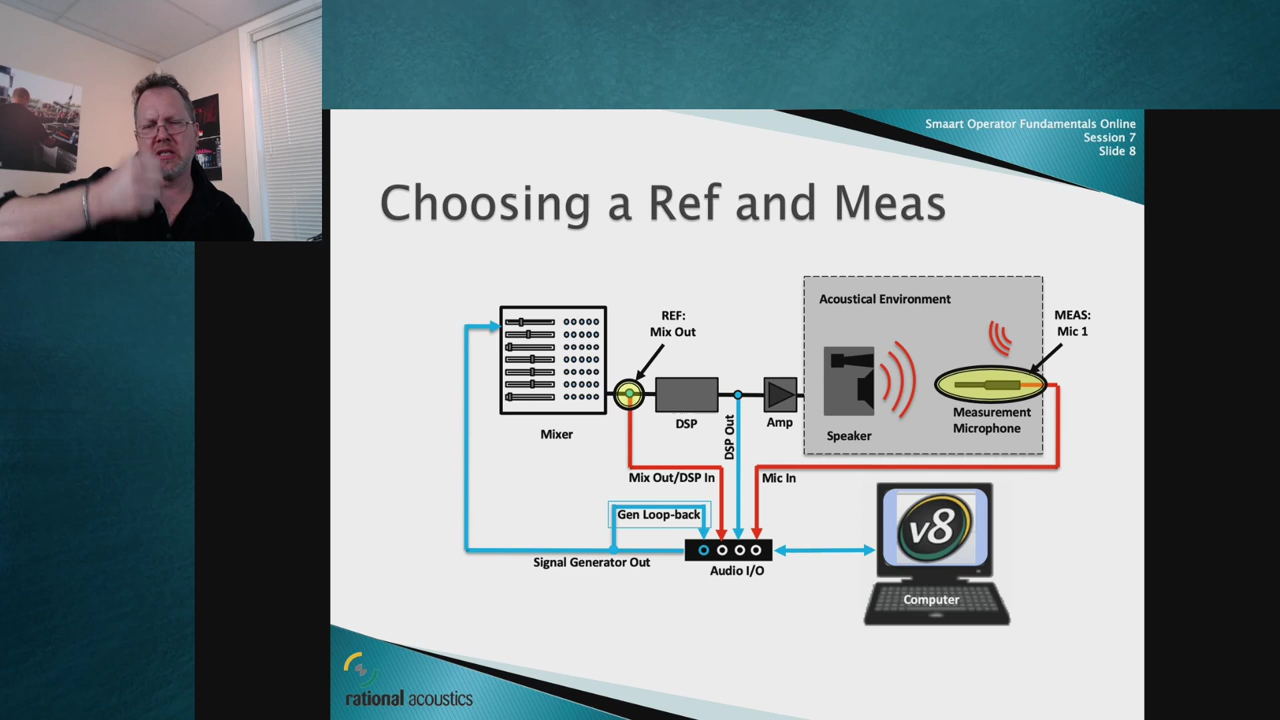 Smaart Operator Fundamentals Online
Session 7
Slide 8
Choosing a Ref and Meas
REF:
Mix Out
Acoustical Environment
MEAS:
Mic 1
Mixer
DSP
DSP Out
Amp
Speaker
Measurement
Microphone
Mix Out/DSP In
Mic In
Gen Loop-back
Signal Generator Out
Audio I/O
v8
Computer
rational acoustics